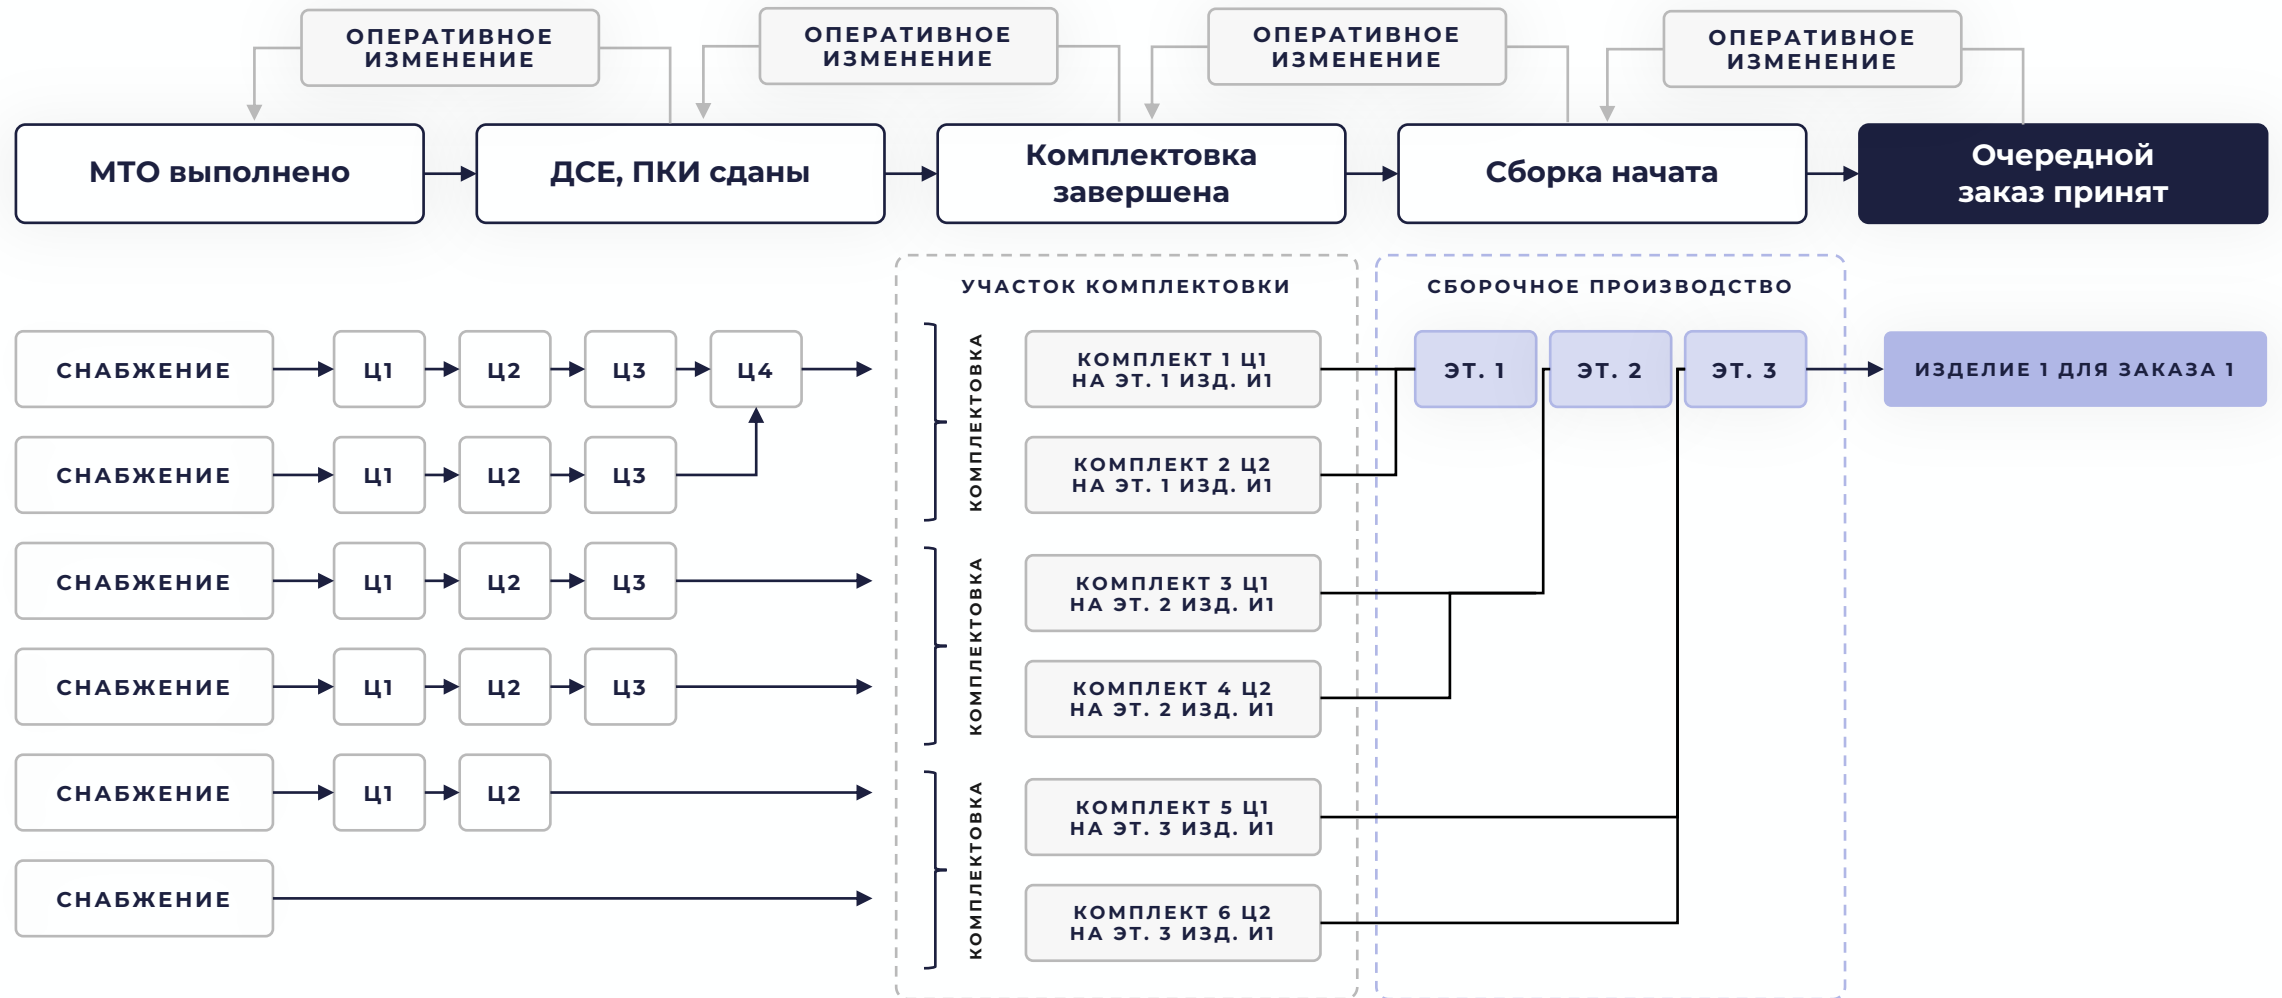 ОПЕРАТИВНОЕ
ИЗМЕНЕНИЕ
ОПЕРАТИВНОЕ
ИЗМЕНЕНИЕ
ОПЕРАТИВНОЕ
ИЗМЕНЕНИЕ
ОПЕРАТИВНОЕ
ИЗМЕНЕНИЕ
МТО выполнено
ДСЕ, ПКИ сданы
Комплектовка
завершена
Сборка начата
Очередной
заказ принят
УЧАСТОК КОМПЛЕКТОВКИ
СБОРОЧНОЕ ПРОИЗВОДСТВО
СНАБЖЕНИЕ
Ц1
Ц2
Ц3
Ц4
СНАБЖЕНИЕ
Ц1
Ц2
Ц3
СНАБЖЕНИЕ
Ц1
Ц2
Ц3
СНАБЖЕНИЕ
Ц1
Ц2
Ц3
СНАБЖЕНИЕ
Ц1
Ц2
СНАБЖЕНИЕ
КОМПЛЕКТОВКА
КОМПЛЕКТ 1 Ц1
НА ЭТ. 1 ИЗД. И1
КОМПЛЕКТ 2 Ц2
НА ЭТ. 1 ИЗД. И1
КОМПЛЕКТОВКА
КОМПЛЕКТ 3 Ц1
НА ЭТ. 2 ИЗД. И1
КОМПЛЕКТ 4 Ц2
НА ЭТ. 2 ИЗД. И1
КОМПЛЕКТОВКА
КОМПЛЕКТ 5 Ц1
НА ЭТ. 3 ИЗД. И1
КОМПЛЕКТ 6 Ц2
НА ЭТ. 3 ИЗД. И1
ЭТ. 1
ЭТ. 2
ЭТ. 3
ИЗДЕЛИЕ 1 ДЛЯ ЗАКАЗА 1